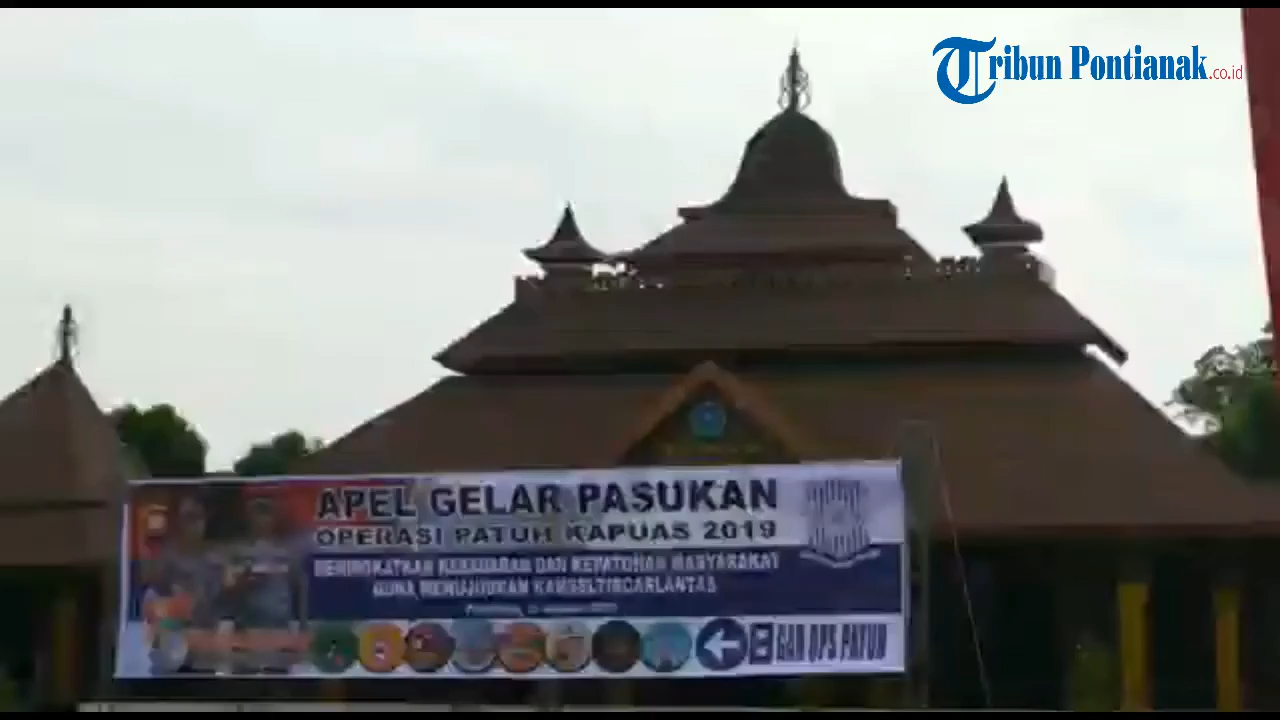 Tribun Pontianak.co.id
APEL GELAR PASUKAN
OPERASI PATUH KAPUAS 2019
MENINGKATKAN KESADARAN DAN KEPATUHAN MASYARAKAT
GUNA MEWUJUDKAN KAMSELTIBCARLANTAS
OPS PATUH